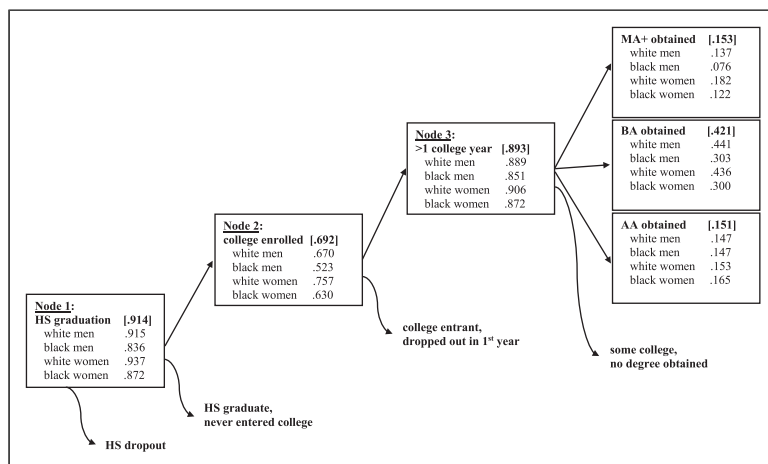 MA+ obtained [.153]
white men .137
black men .076
white women .182
black women .122
BA obtained [.421]
white men .441
black men .303
white women .436
black women .300
AA obtained [.151]
white men .147
black men .147
white women .153
black women .165
Node 3:
>1 college year [.893]
white men .889
black men .851
white women .906
black women .872
Node 2:
college enrolled [.692]
white men .670
black men .523
white women .757
black women .630
Node 1:
HS graduation [.914]
white men .915
black men .836
white women .937
black women .872
college entrant,
dropped out in 1st year
some college,
no degree obtained
HS graduate,
never entered college
HS dropout